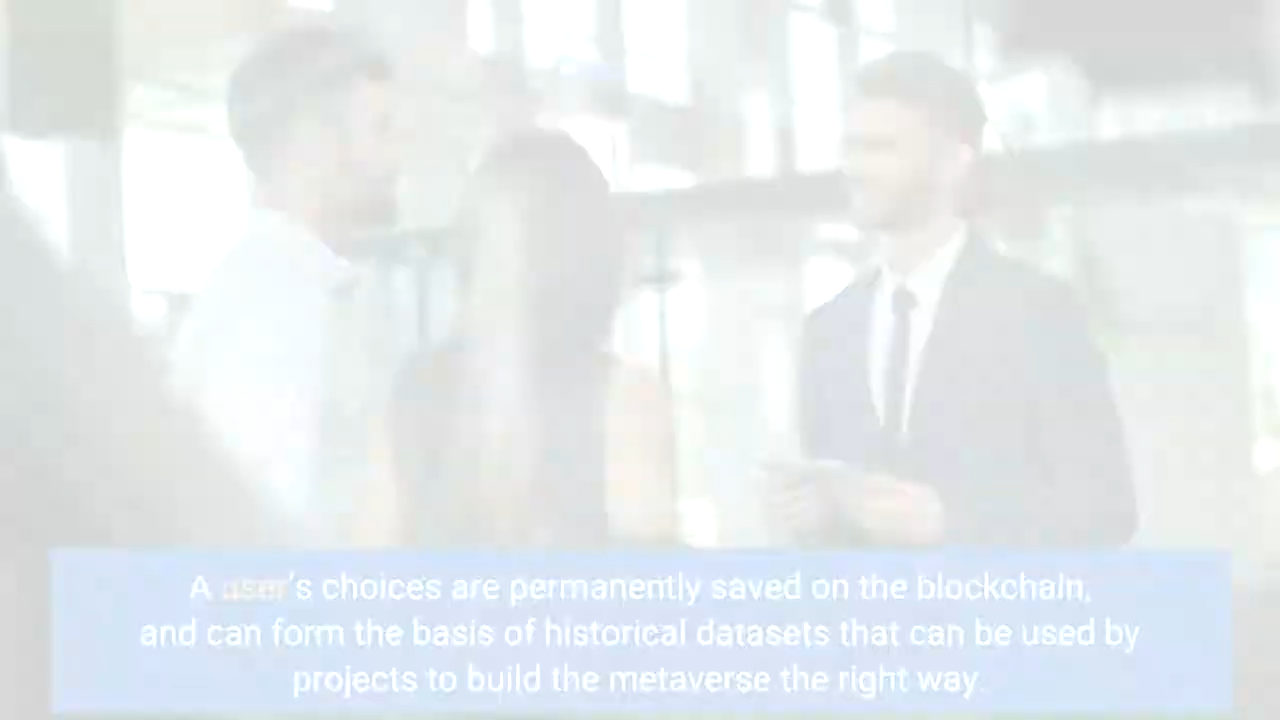 A user's choices are permanently saved on the blockchain,
and can form the basis of historical datasets that can be used by
projects to build the metaverse the right way.